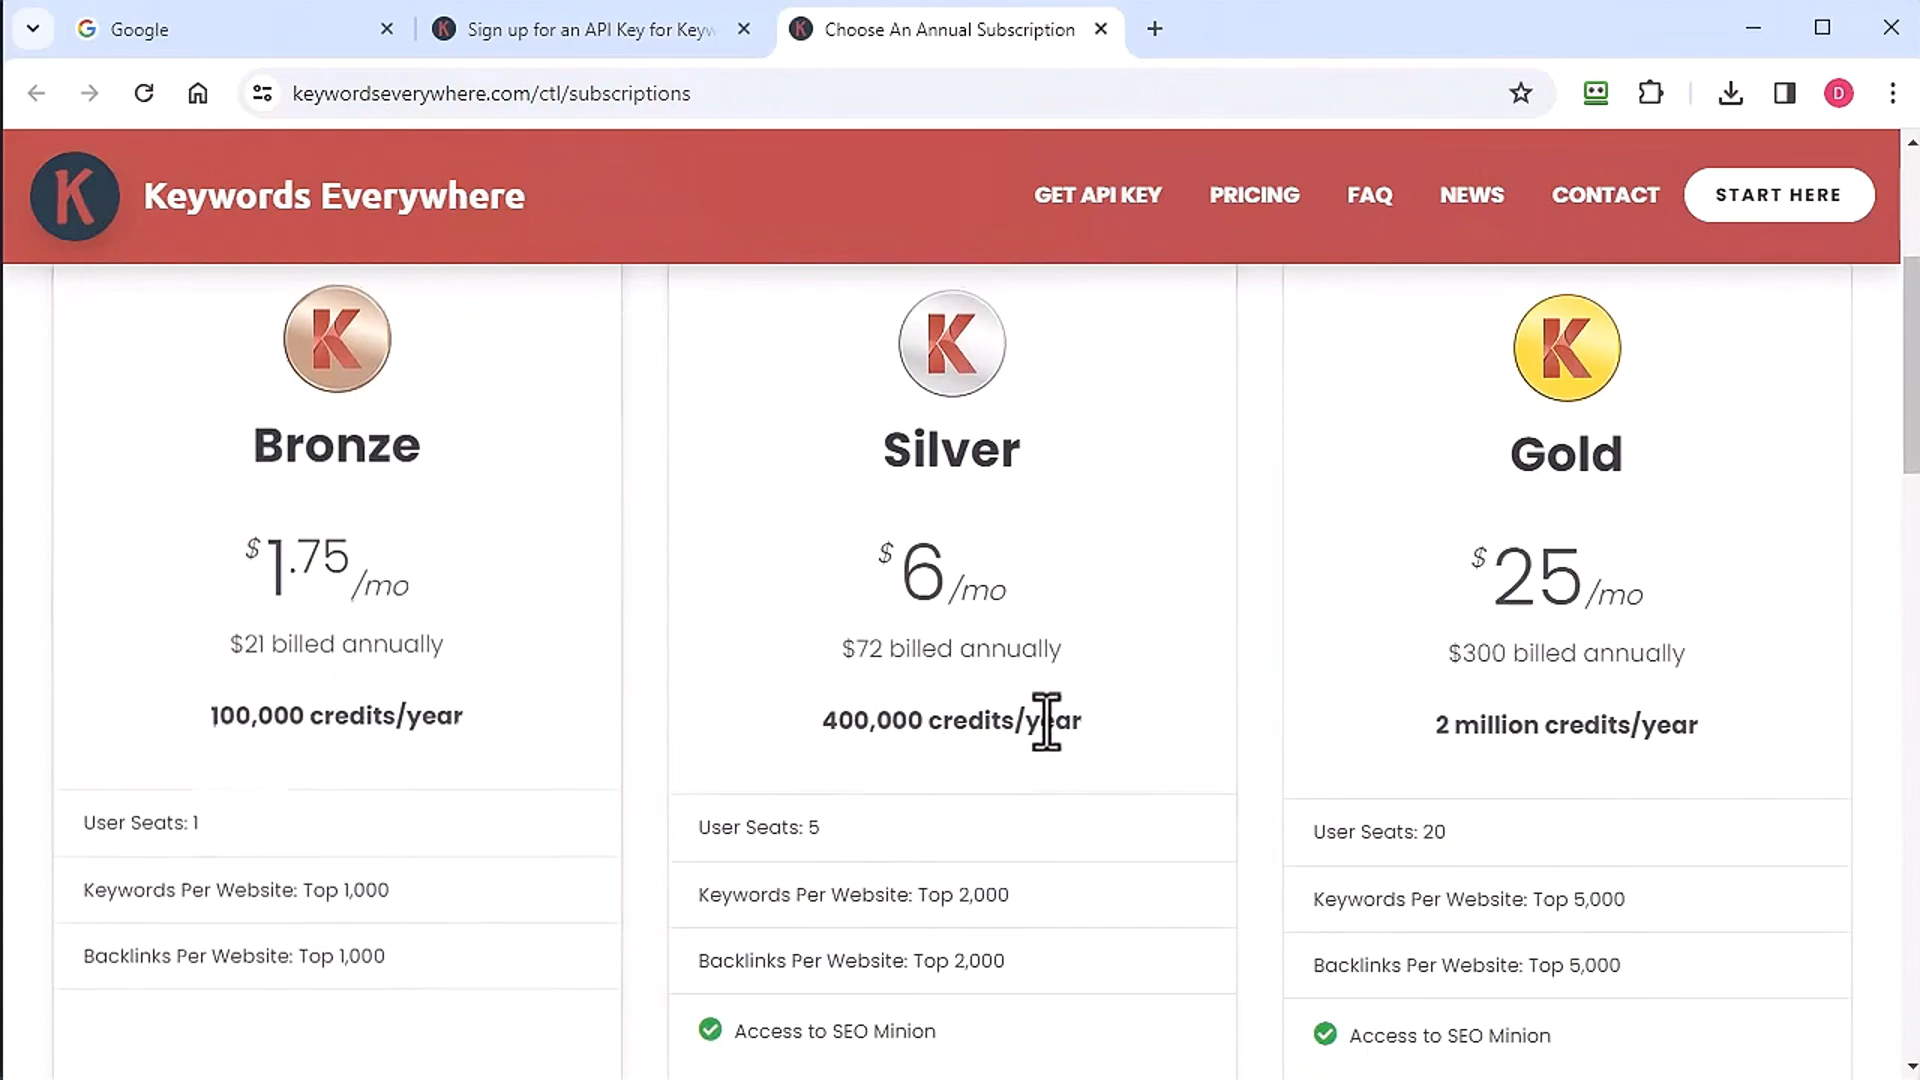 Google
Sign up for an API Key for Keyw
Choose An Annual Subscription
keywordseverywhere.com/ctl/subscriptions
D
K
Keywords Everywhere
GET API KEY
PRICING
FAQ
NEWS
CONTACT
START HERE
K
Bronze
$1.75/mo
$21 billed annually
100,000 credits/year
User Seats: 1
Keywords Per Website: Top 1,000
Backlinks Per Website: Top 1,000
K
Silver
$6/mo
$72 billed annually
400,000 credits/year
User Seats: 5
Keywords Per Website: Top 2,000
Backlinks Per Website: Top 2,000
Access to SEO Minion
K
Gold
$25/mo
$300 billed annually
2 million credits/year
User Seats: 20
Keywords Per Website: Top 5,000
Backlinks Per Website: Top 5,000
Access to SEO Minion